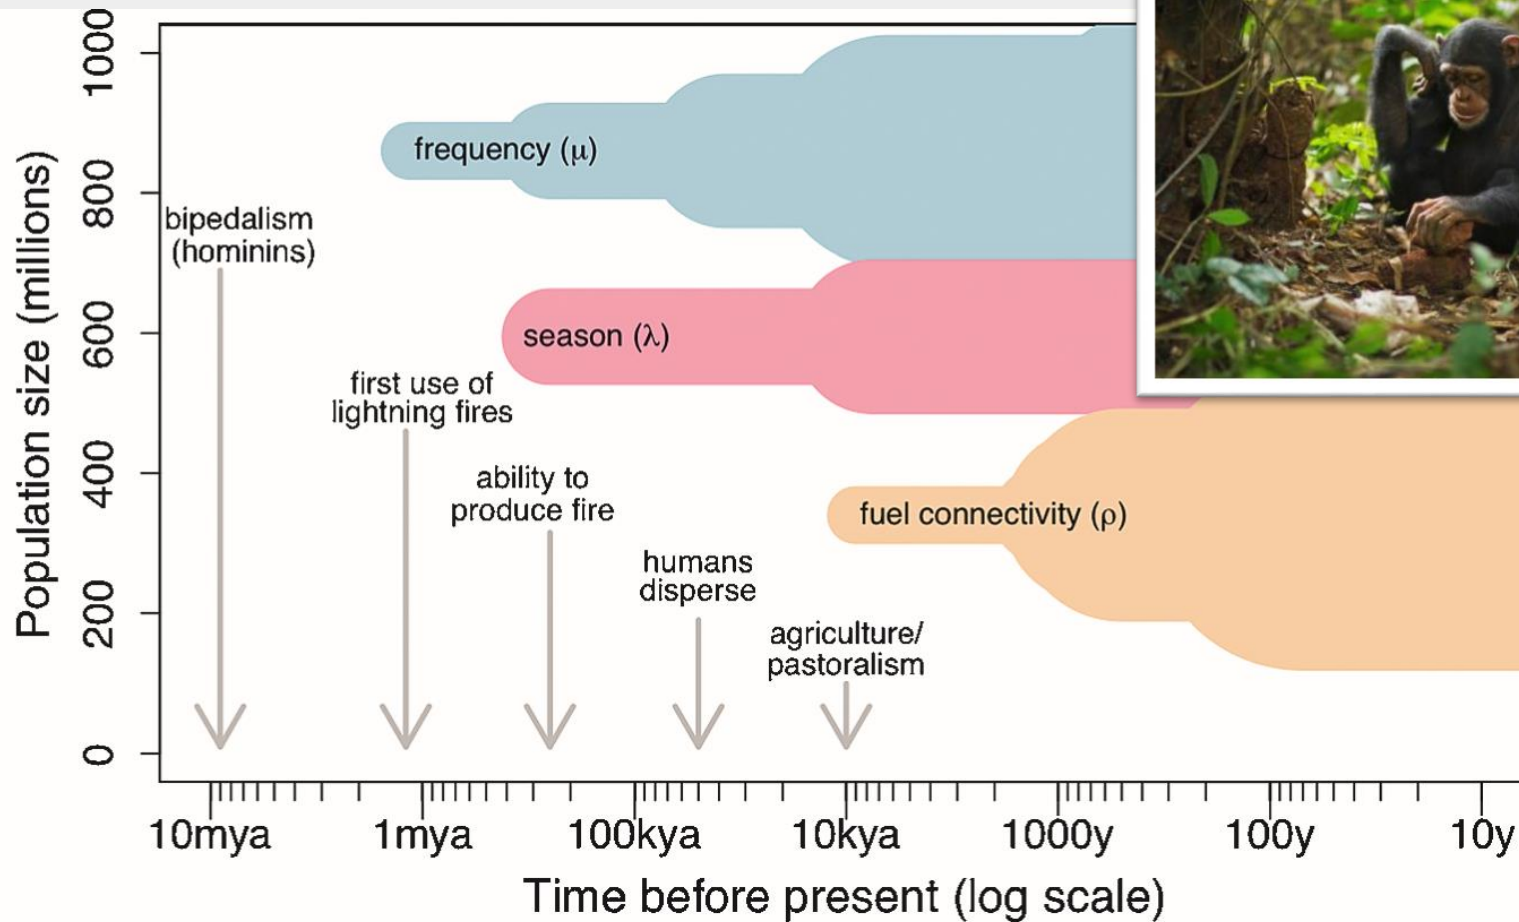 Population size (millions)
1000
800
600
400
200
0
frequency (μ)
bipedalism
(hominins)
season (λ)
first use of
lightning fires
ability to
produce fire
fuel connectivity (ρ)
humans
disperse
agriculture/
pastoralism
10mya 1mya 100kya 10kya 1000y 100y 10y
Time before present (log scale)